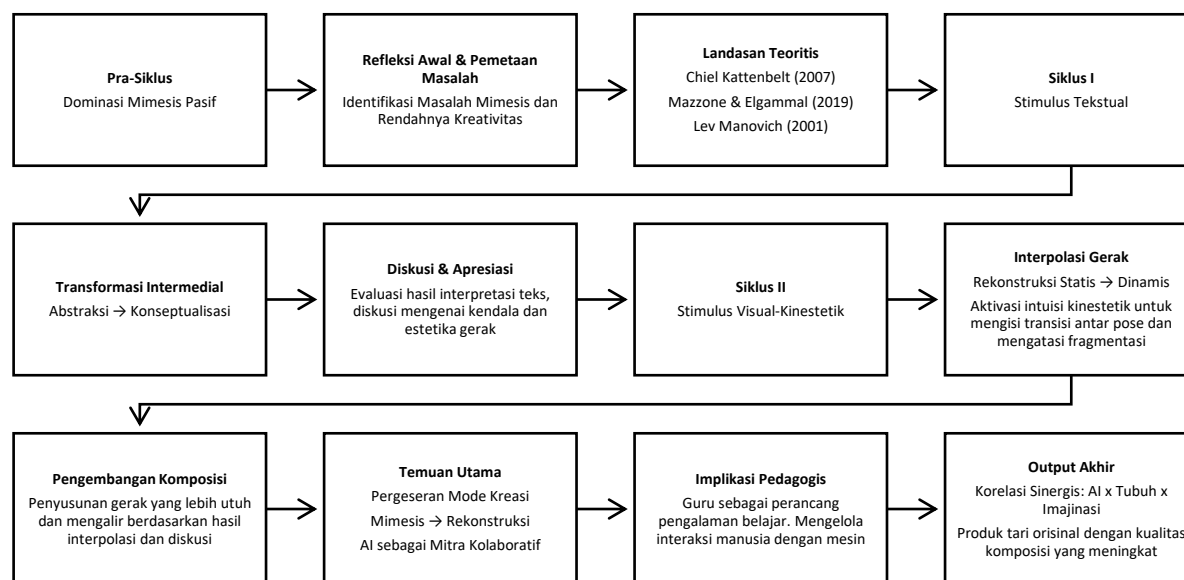 Pra-Siklus
Dominasi Mimesis Pasif
Refleksi Awal & Pemetaan
Masalah
Identifikasi Masalah Mimesis dan
Rendahnya Kreativitas
Landasan Teoritis
Chiel Kattenbelt (2007)
Mazzone & Elgammal (2019)
Lev Manovich (2001)
Siklus I
Stimulus Tekstual
Transformasi Intermedial
Abstraksi → Konseptualisasi
Diskusi & Apresiasi
Evaluasi hasil interpretasi teks,
diskusi mengenai kendala dan
estetika gerak
Siklus II
Stimulus Visual-Kinestetik
Interpolasi Gerak
Rekonstruksi Statis → Dinamis
Aktivasi intuisi kinestetik untuk
mengisi transisi antar pose dan
mengatasi fragmentasi
Pengembangan Komposisi
Penyusunan gerak yang lebih utuh
dan mengalir berdasarkan hasil
interpolasi dan diskusi
Temuan Utama
Pergeseran Mode Kreasi
Mimesis → Rekonstruksi
AI sebagai Mitra Kolaboratif
Implikasi Pedagogis
Guru sebagai perancang
pengalaman belajar. Mengelola
interaksi manusia dengan mesin
Output Akhir
Korelasi Sinergis: AI x Tubuh x
Imajinasi
Produk tari orisinal dengan kualitas
komposisi yang meningkat